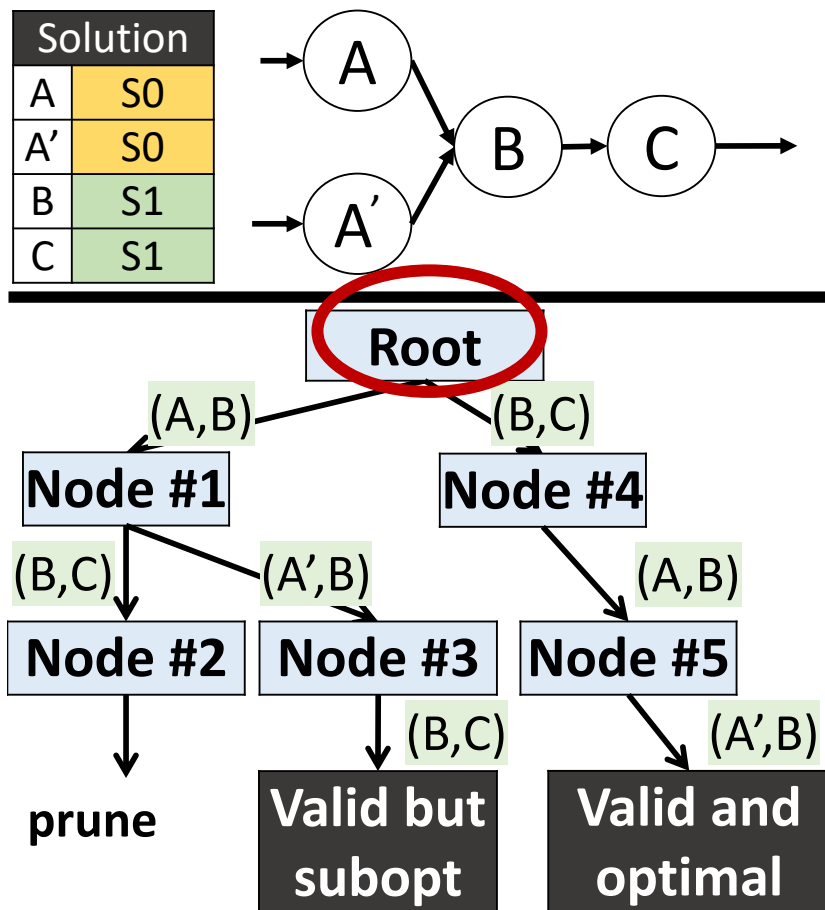 Solution
A S0
A' S0
B S1
C S1
A
B
C
A'
Root
(A,B)
(B,C)
Node #1
Node #4
(B,C)
(A',B)
(A,B)
Node #2
Node #3
Node #5
(B,C)
(A',B)
prune
Valid but
subopt
Valid and
optimal